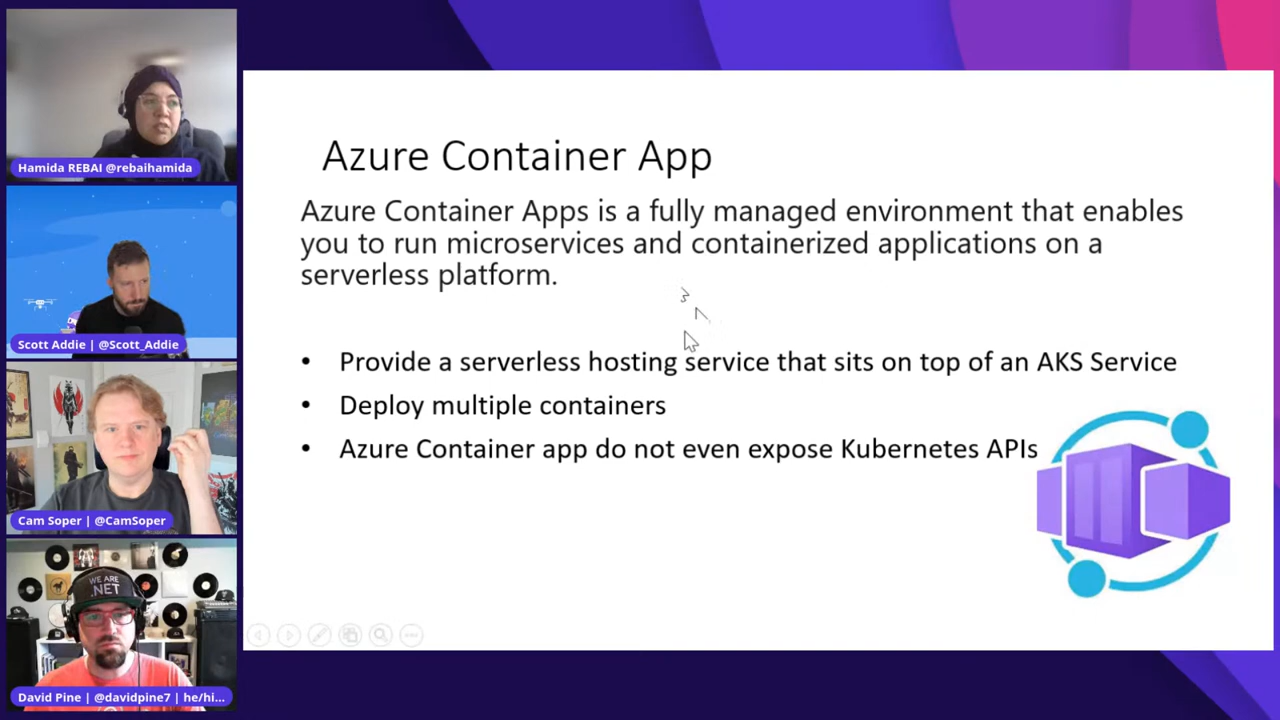 Hamida REBAI @rebaihamida
Scott Addie | @Scott_Addie
Cam Soper | @CamSoper
WE ARE
.NET
David Pine | @davidpine7 | he/hi...
Azure Container App
Azure Container Apps is a fully managed environment that enables
you to run microservices and containerized applications on a
serverless platform.
• Provide a serverless hosting service that sits on top of an AKS Service
• Deploy multiple containers
• Azure Container app do not even expose Kubernetes APIs